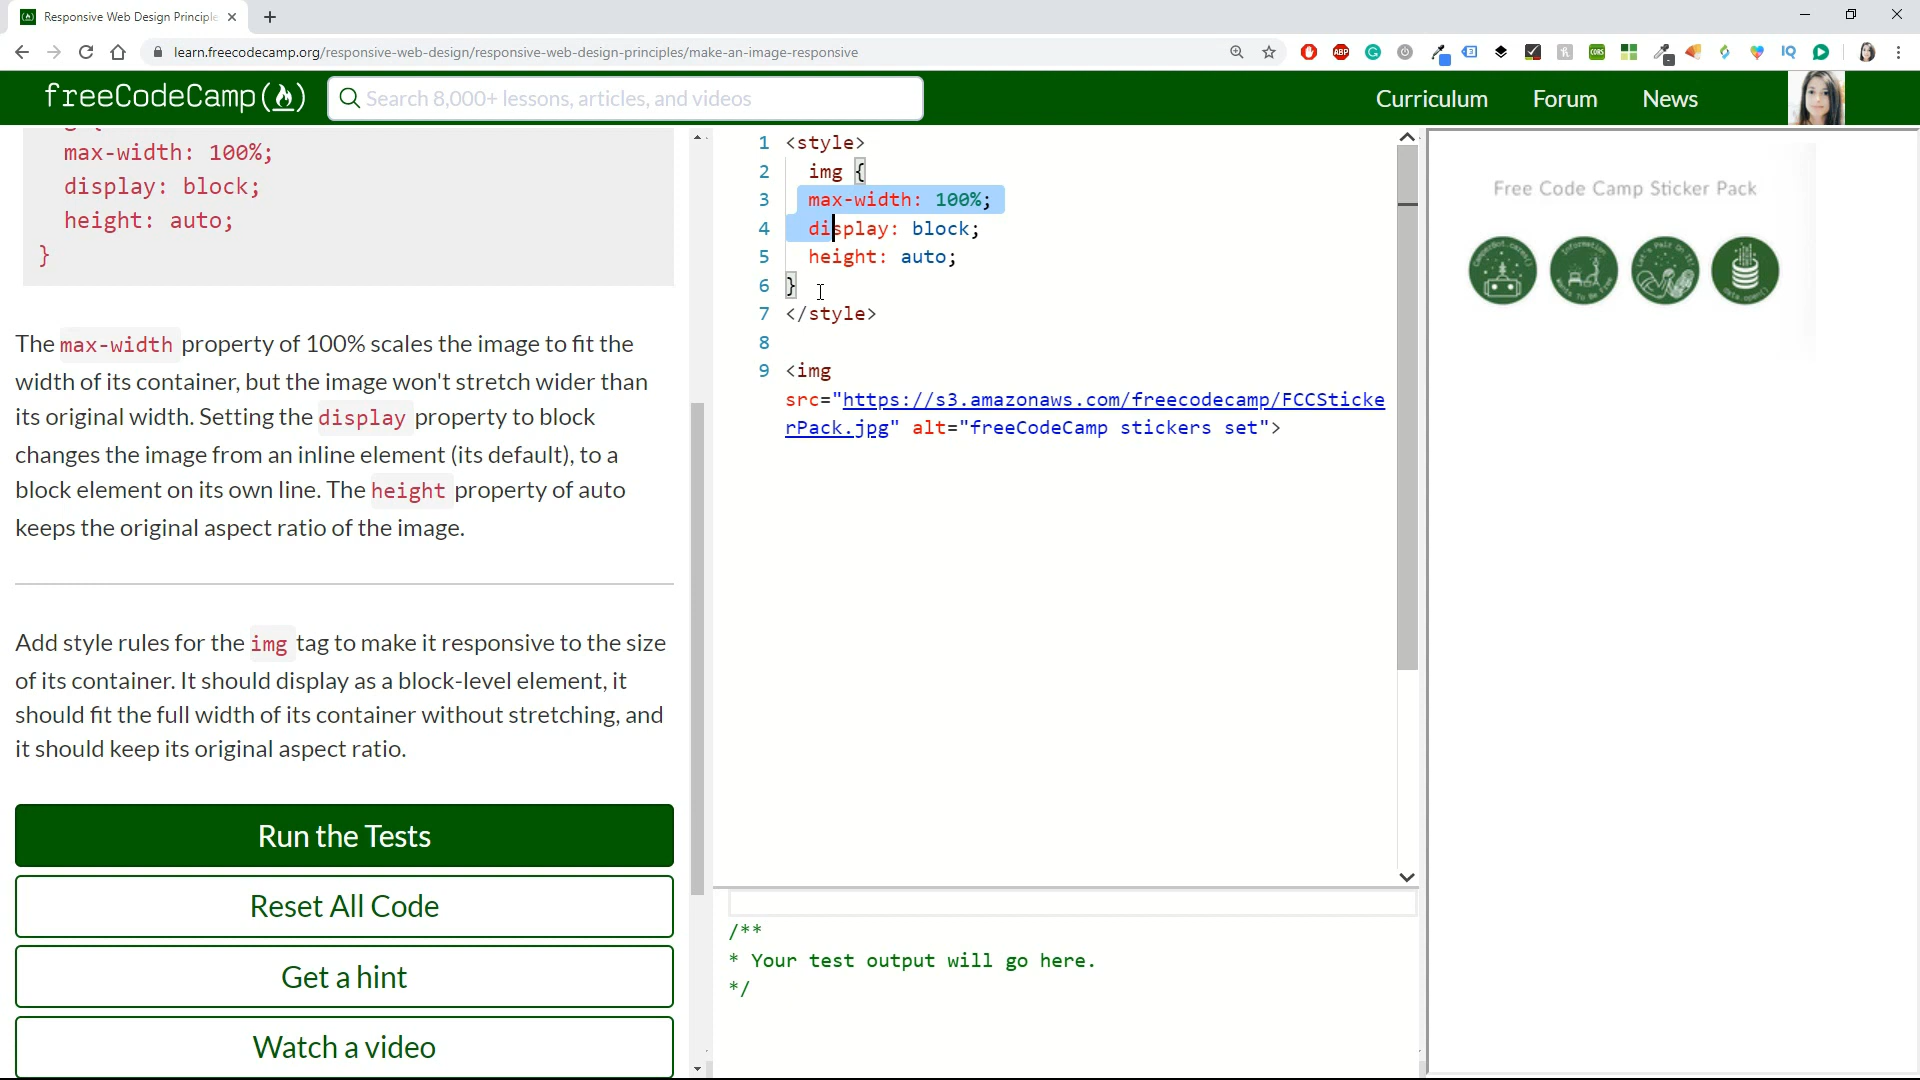 Responsive Web Design Principle
learn.freecodecamp.org/responsive-web-design/responsive-web-design-principles/make-an-image-responsive
freeCodeCamp
Search 8,000+ lessons, articles, and videos
Curriculum
Forum
News
max-width: 100%;
display: block;
height: auto;
}
The max-width property of 100% scales the image to fit the
width of its container, but the image won't stretch wider than
its original width. Setting the display property to block
changes the image from an inline element (its default), to a
block element on its own line. The height property of auto
keeps the original aspect ratio of the image.
Add style rules for the img tag to make it responsive to the size
of its container. It should display as a block-level element, it
should fit the full width of its container without stretching, and
it should keep its original aspect ratio.
Run the Tests
Reset All Code
Get a hint
Watch a video
1 <style>
2 img {
3 max-width: 100%;
4 display: block;
5 height: auto;
6 }
7 </style>
8
9 <img
src="https://s3.amazonaws.com/freecodecamp/FCCSticke
rPack.jpg" alt="freeCodeCamp stickers set">
/**
* Your test output will go here.
*/
Free Code Camp Sticker Pack